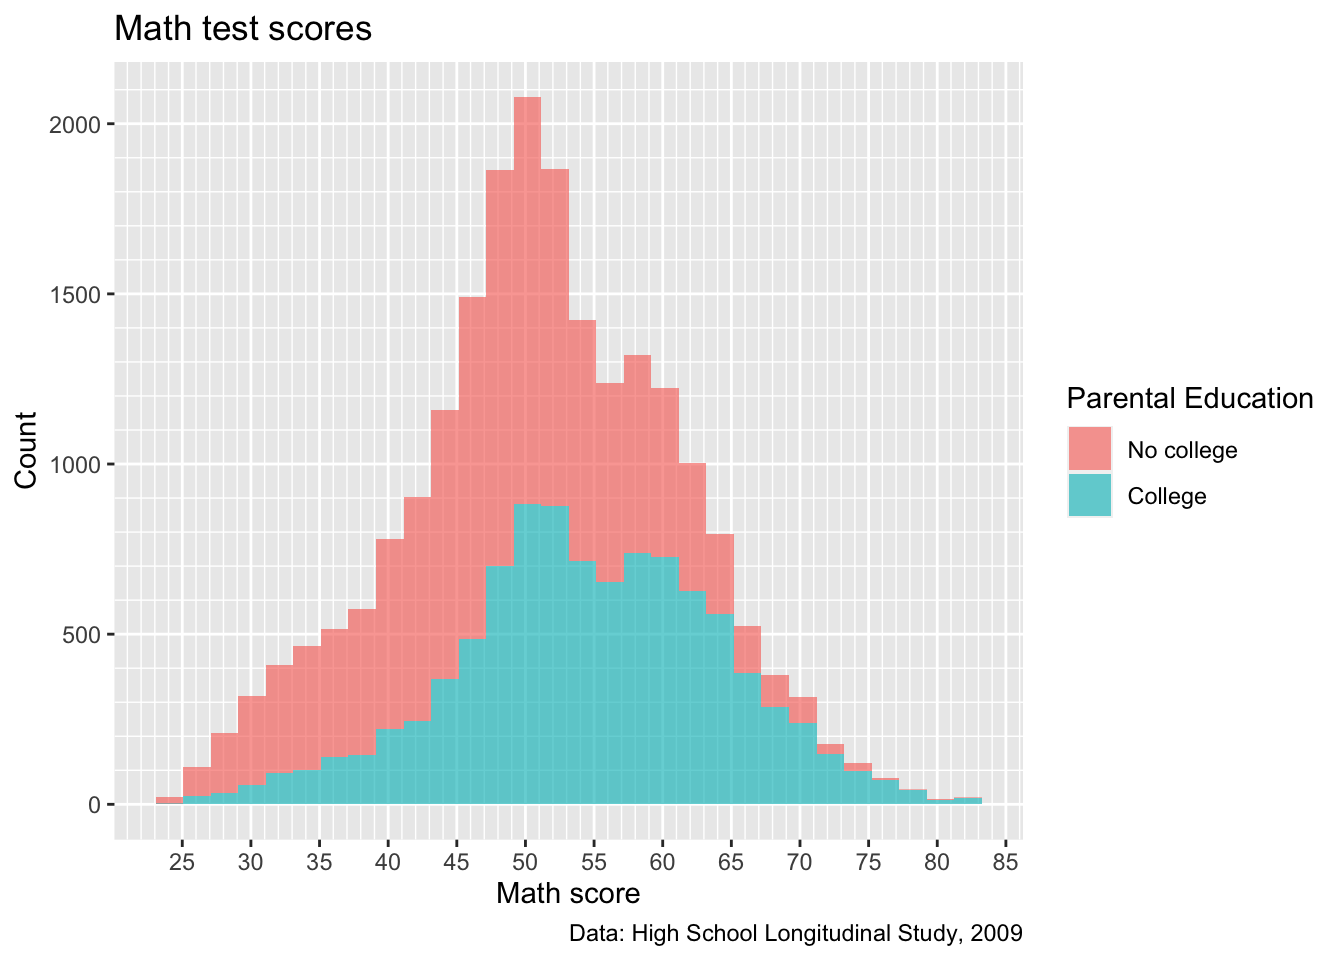 Math test scores
2000
1500
1000
500
0
Count
25 30 35 40 45 50 55 60 65 70 75 80 85
Math score
Parental Education
No college
College
Data: High School Longitudinal Study, 2009